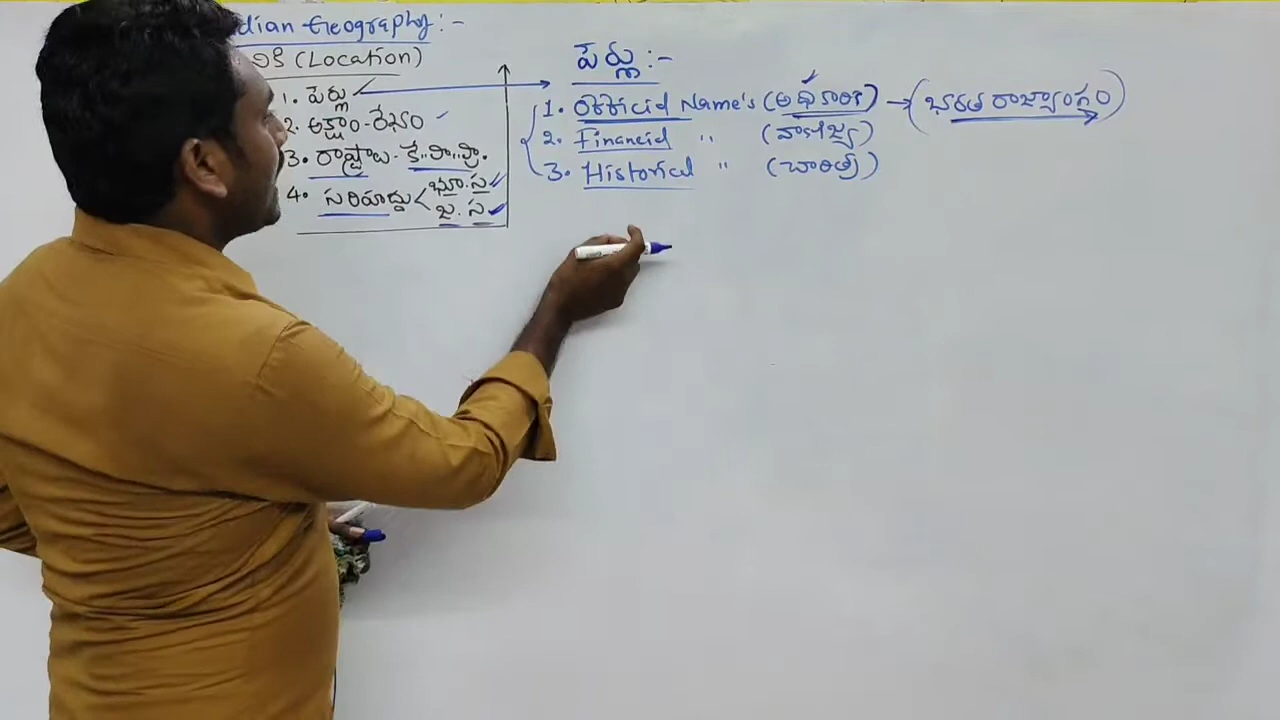 dian Geography:-
నికి (Location)
1. పేర్లు
2. అక్షాం-రేఖాం
3. రాష్ట్రాలు - కే.పా.ప్రా.
4. సరిహద్దు < భూ.స
జ.స
పేర్లు :-
1. Official Name's (అధికారిక) → (భారత రాజ్యాంగం)
2. Financial " (వాణిజ్య)
3. Historical " (చారిత్ర)